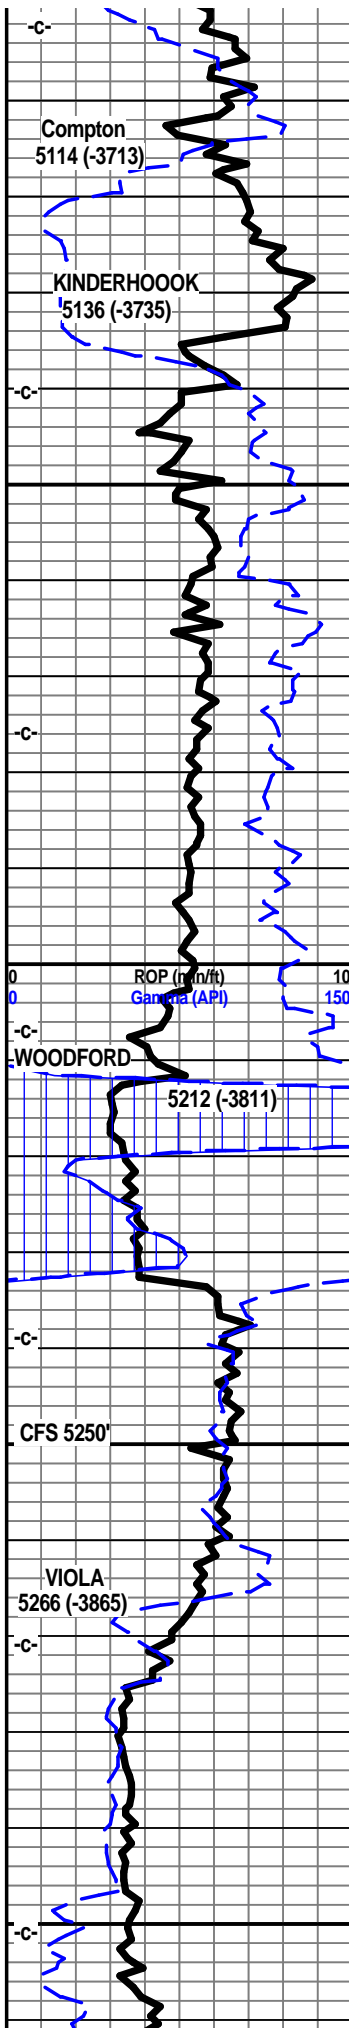 -c-
Compton
5114 (-3713)
KINDERHOOOK
5136 (-3735)
-c-
-c-
0 ROP (min/ft) 10
0 Gamma (API) 150
-c-
WOODFORD
5212 (-3811)
-c-
CFS 5250'
VIOLA
5266 (-3865)
-c-
-c-